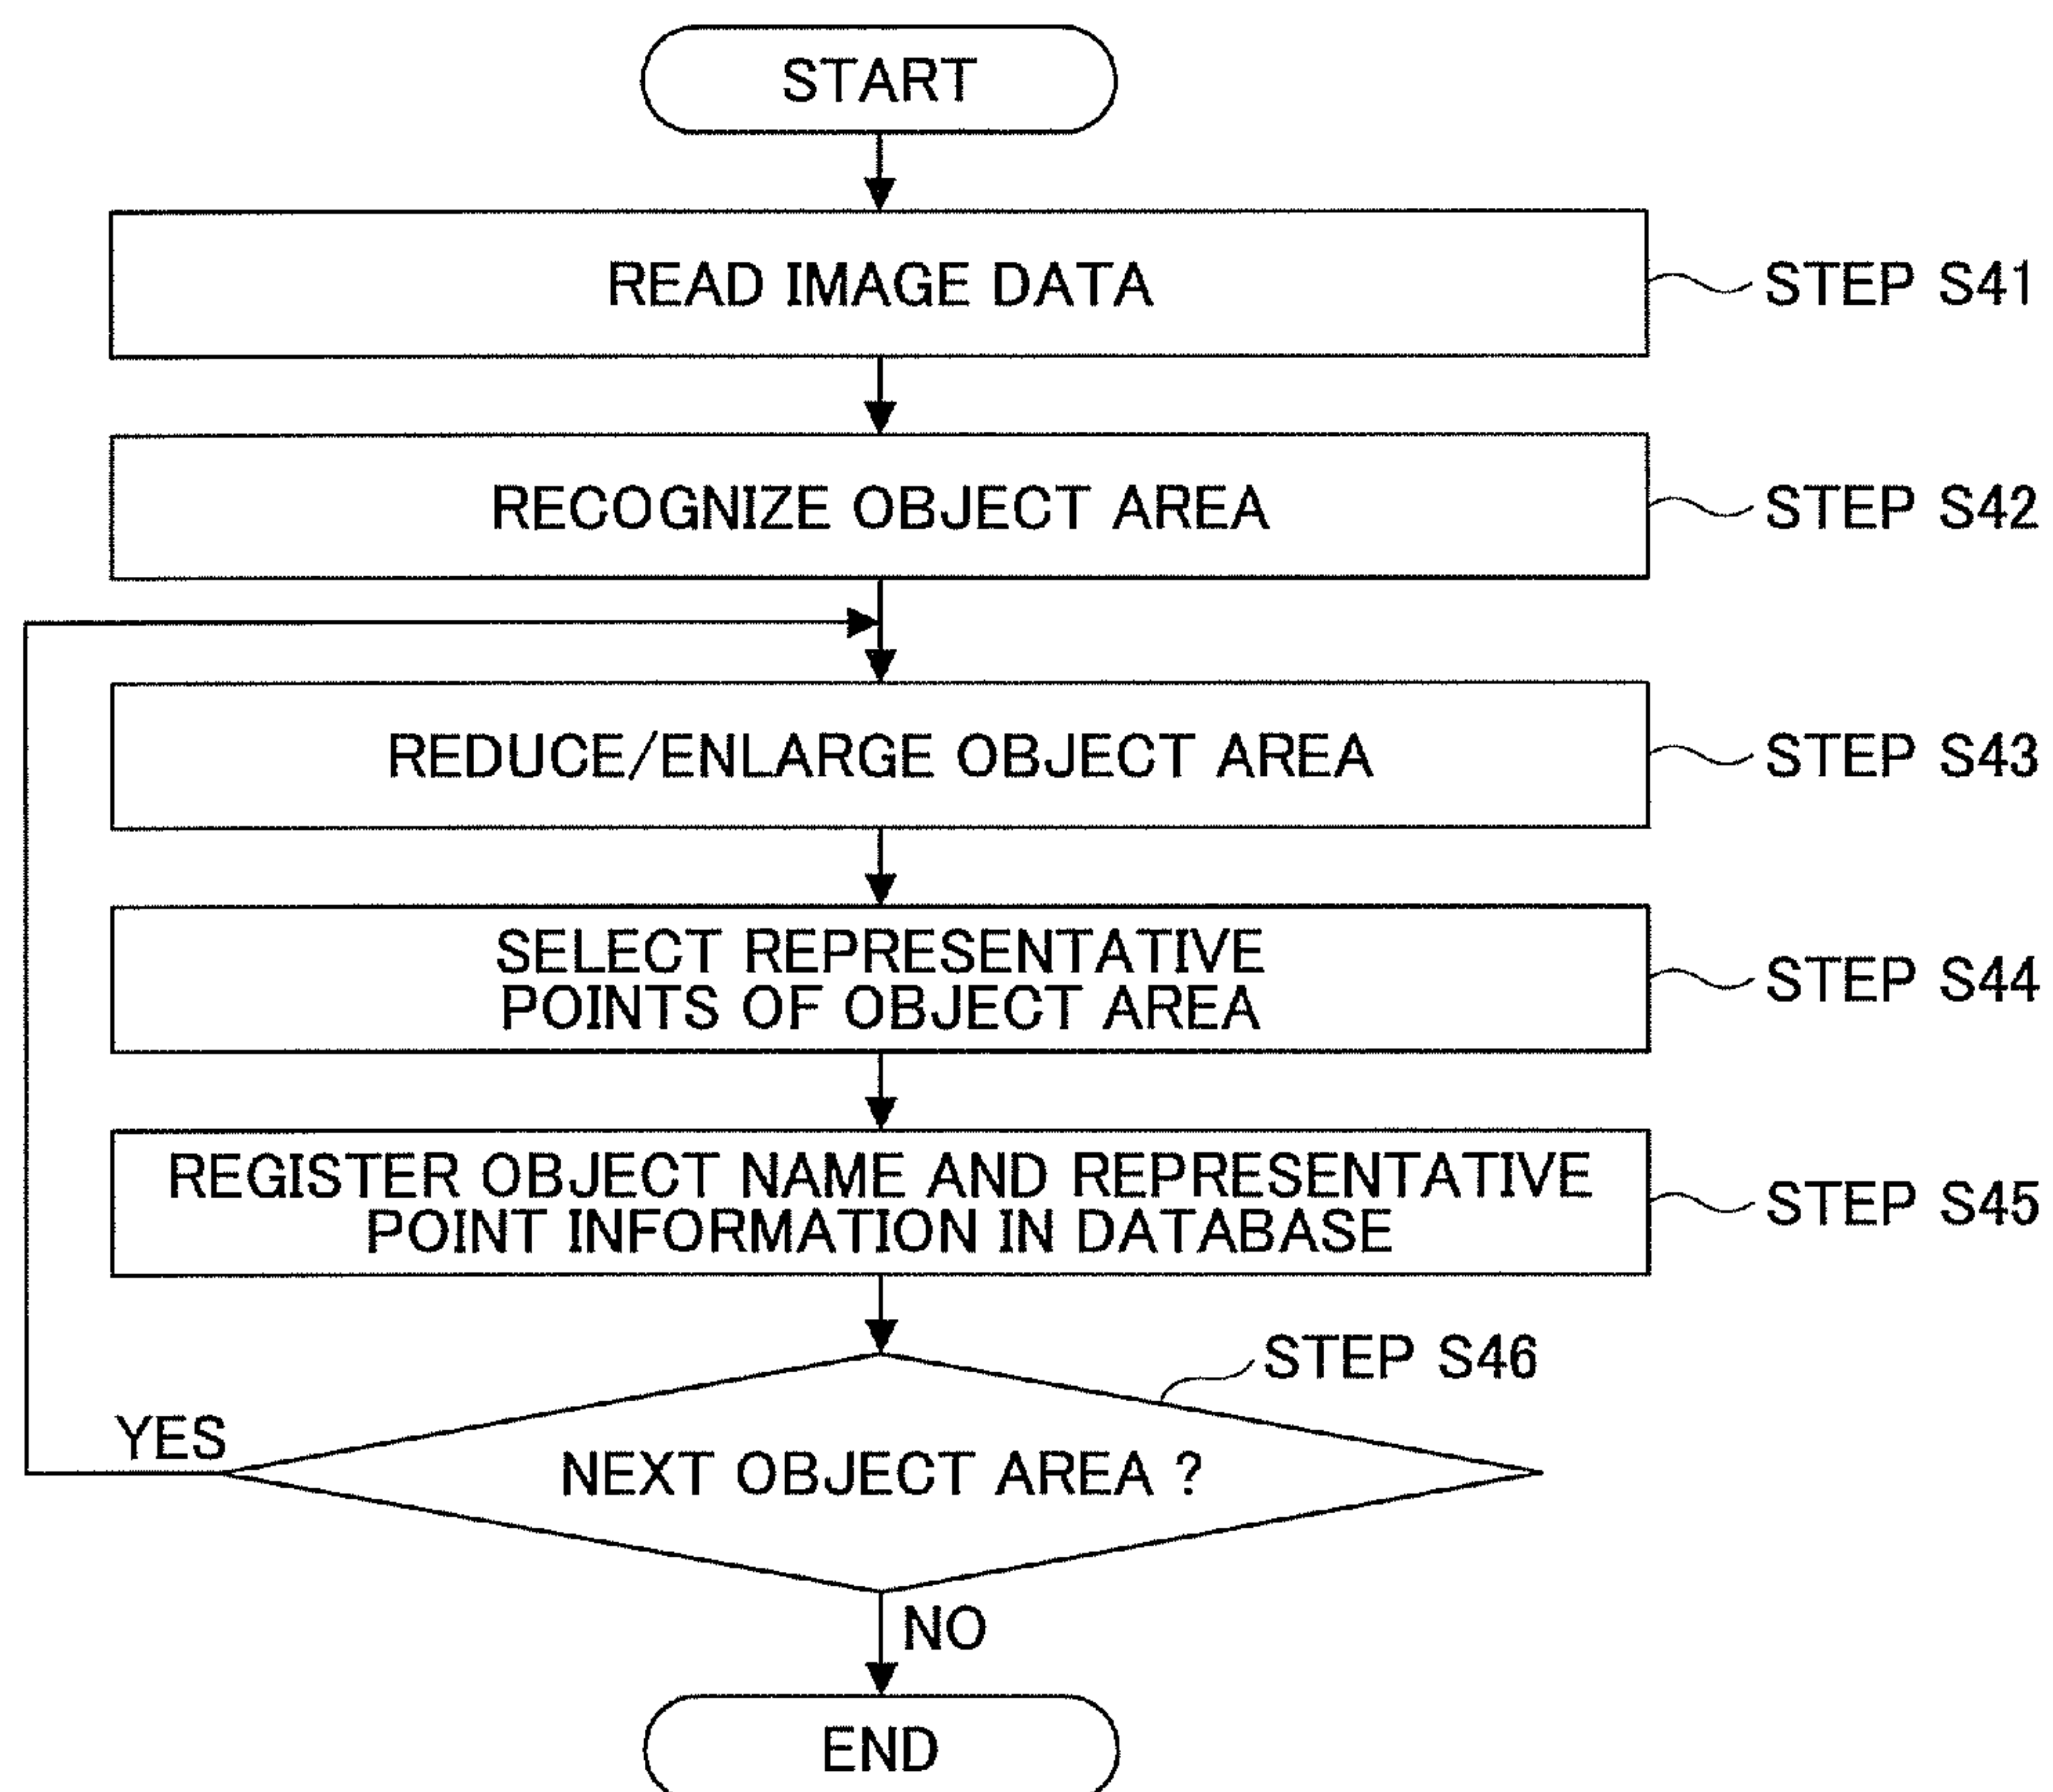 START
READ IMAGE DATA
STEP S41
RECOGNIZE OBJECT AREA
STEP S42
REDUCE/ENLARGE OBJECT AREA
STEP S43
SELECT REPRESENTATIVE
POINTS OF OBJECT AREA
STEP S44
REGISTER OBJECT NAME AND REPRESENTATIVE
POINT INFORMATION IN DATABASE
STEP S45
STEP S46
YES
NEXT OBJECT AREA ?
NO
END